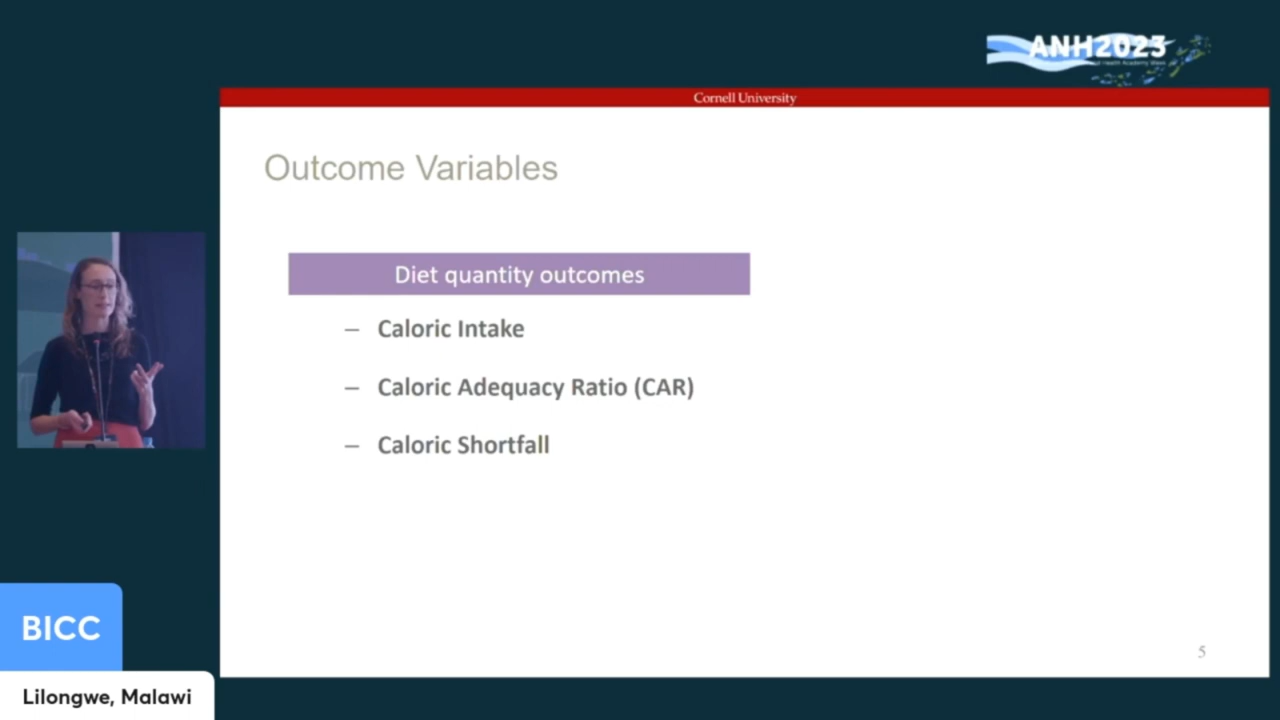 ANH2023
Cornell University
Outcome Variables
Diet quantity outcomes
– Caloric Intake
– Caloric Adequacy Ratio (CAR)
– Caloric Shortfall
5
BICC
Lilongwe, Malawi